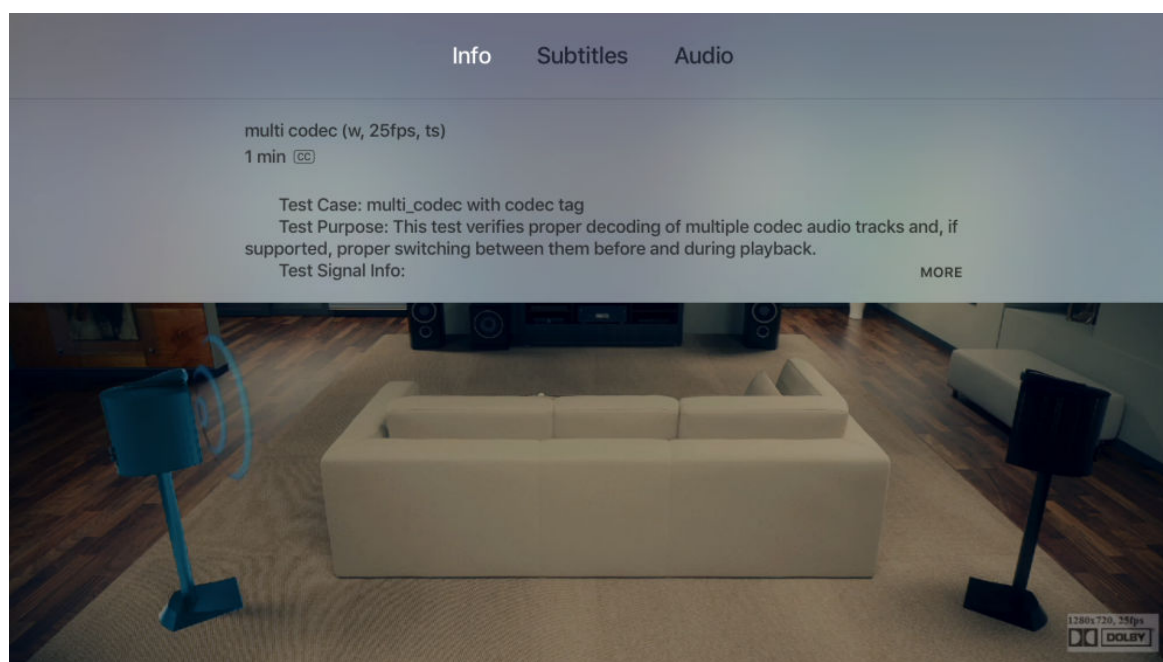 Info Subtitles Audio
multi codec (w, 25fps, ts)
1 min CC
Test Case: multi_codec with codec tag
Test Purpose: This test verifies proper decoding of multiple codec audio tracks and, if
supported, proper switching between them before and during playback.
Test Signal Info:
MORE
1280x720, 25fps
DOLBY